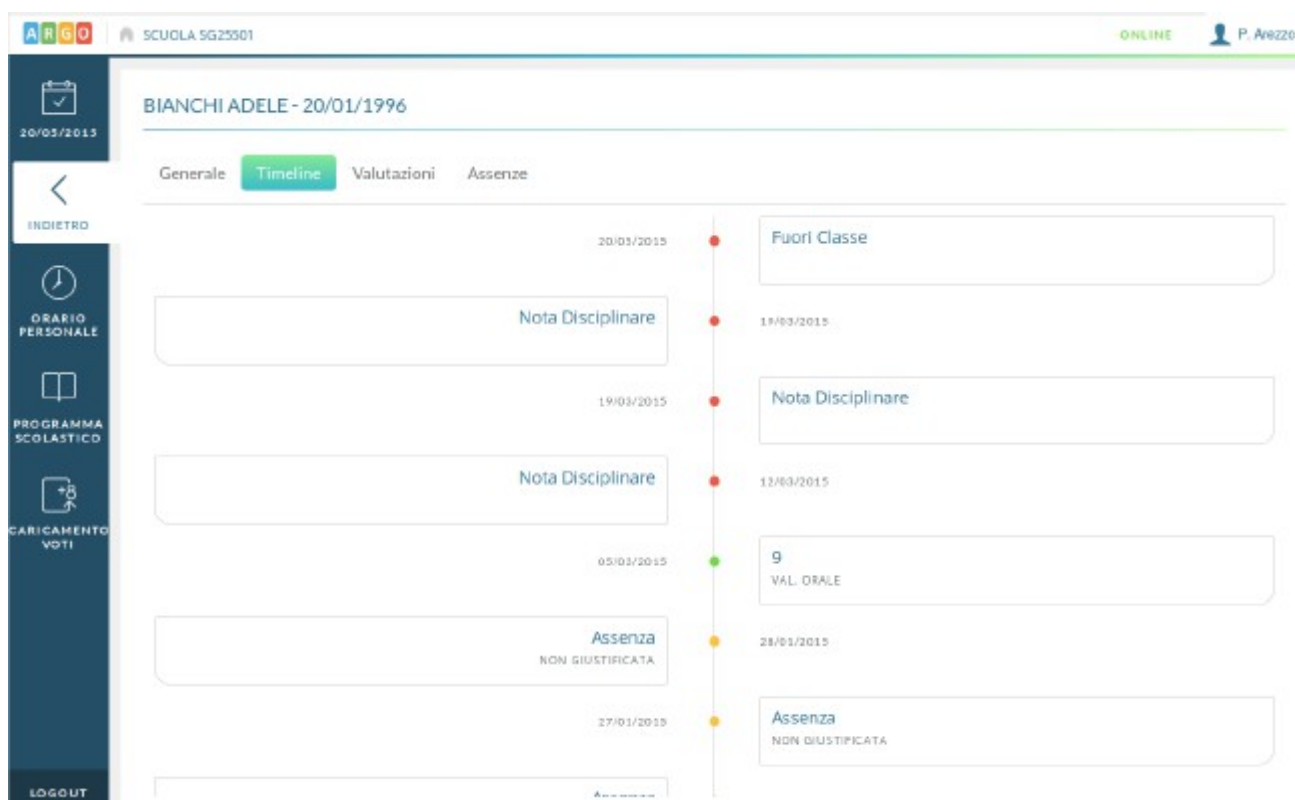 ARGO SCUOLA SG25501 ONLINE P. Arezzo
20/03/2015
INDIETRO
ORARIO
PERSONALE
PROGRAMMA
SCOLASTICO
CARICAMENTO
VOTI
LOGOUT
BIANCHI ADELE - 20/01/1996
Generale Timeline Valutazioni Assenze
20/03/2015 Fuori Classe
Nota Disciplinare 19/03/2015
19/03/2015 Nota Disciplinare
Nota Disciplinare 12/03/2015
05/03/2015 9
VAL. ORALE
Assenza 28/01/2015
NON GIUSTIFICATA
27/01/2015 Assenza
NON GIUSTIFICATA